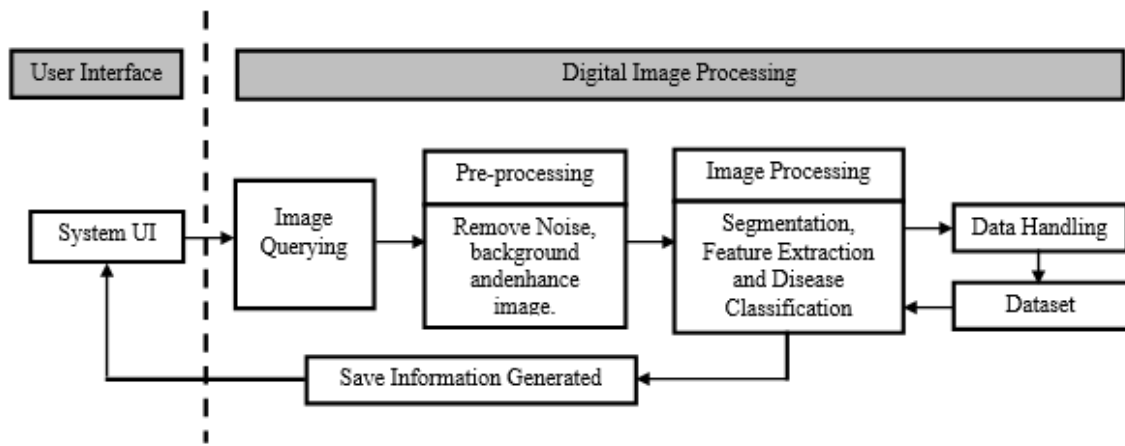 User Interface
Digital Image Processing
System UI
Image
Querying
Pre-processing
Remove Noise,
background
andenhance
image.
Image Processing
Segmentation,
Feature Extraction
and Disease
Classification
Data Handling
Dataset
Save Information Generated